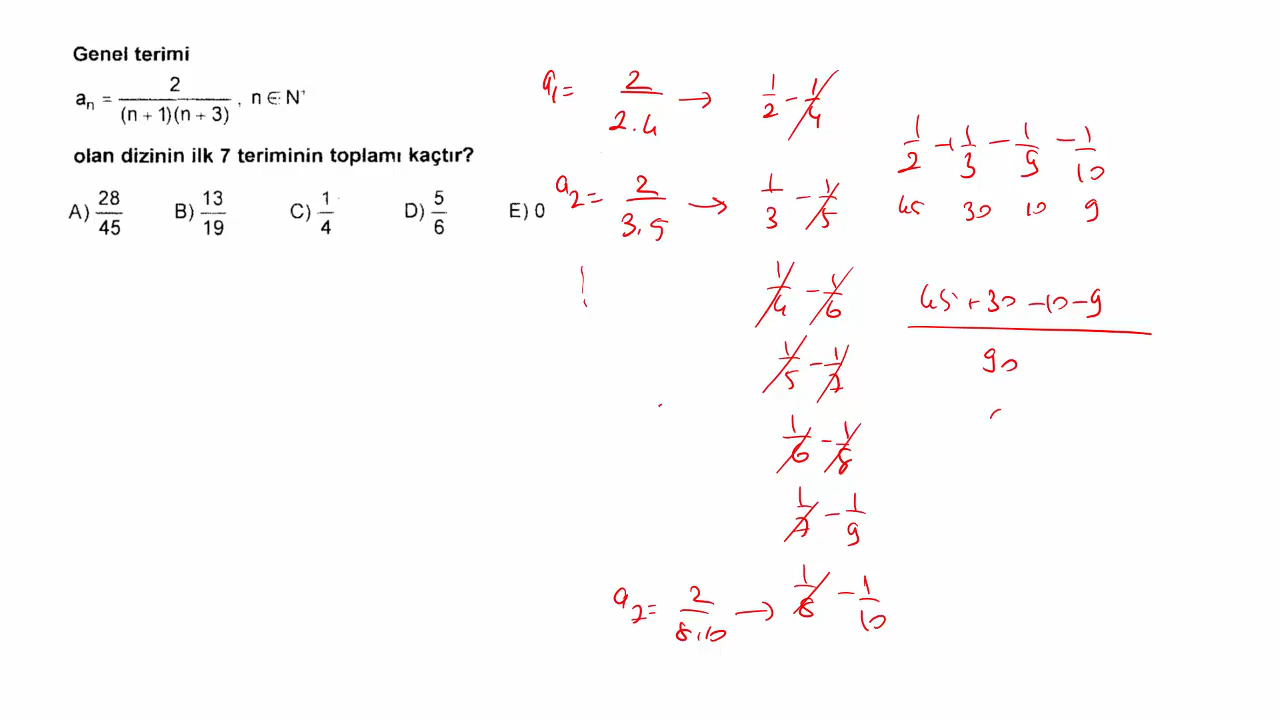 Genel terimi
aₙ = 2 / (n + 1)(n + 3) , n ∈ N⁺
olan dizinin ilk 7 teriminin toplamı kaçtır?
A) 28/45 B) 13/19 C) 1/4 D) 5/6 E) 0
a₁ = 2/2.4 → 1/2 - 1/4
a₂ = 2/3.5 → 1/3 - 1/5
1/4 - 1/6
1/5 - 1/7
1/6 - 1/8
1/7 - 1/9
a₇ = 2/8.10 → 1/8 - 1/10
1/2 + 1/3 - 1/9 - 1/10
45 30 10 9
45 + 30 - 10 - 9
90